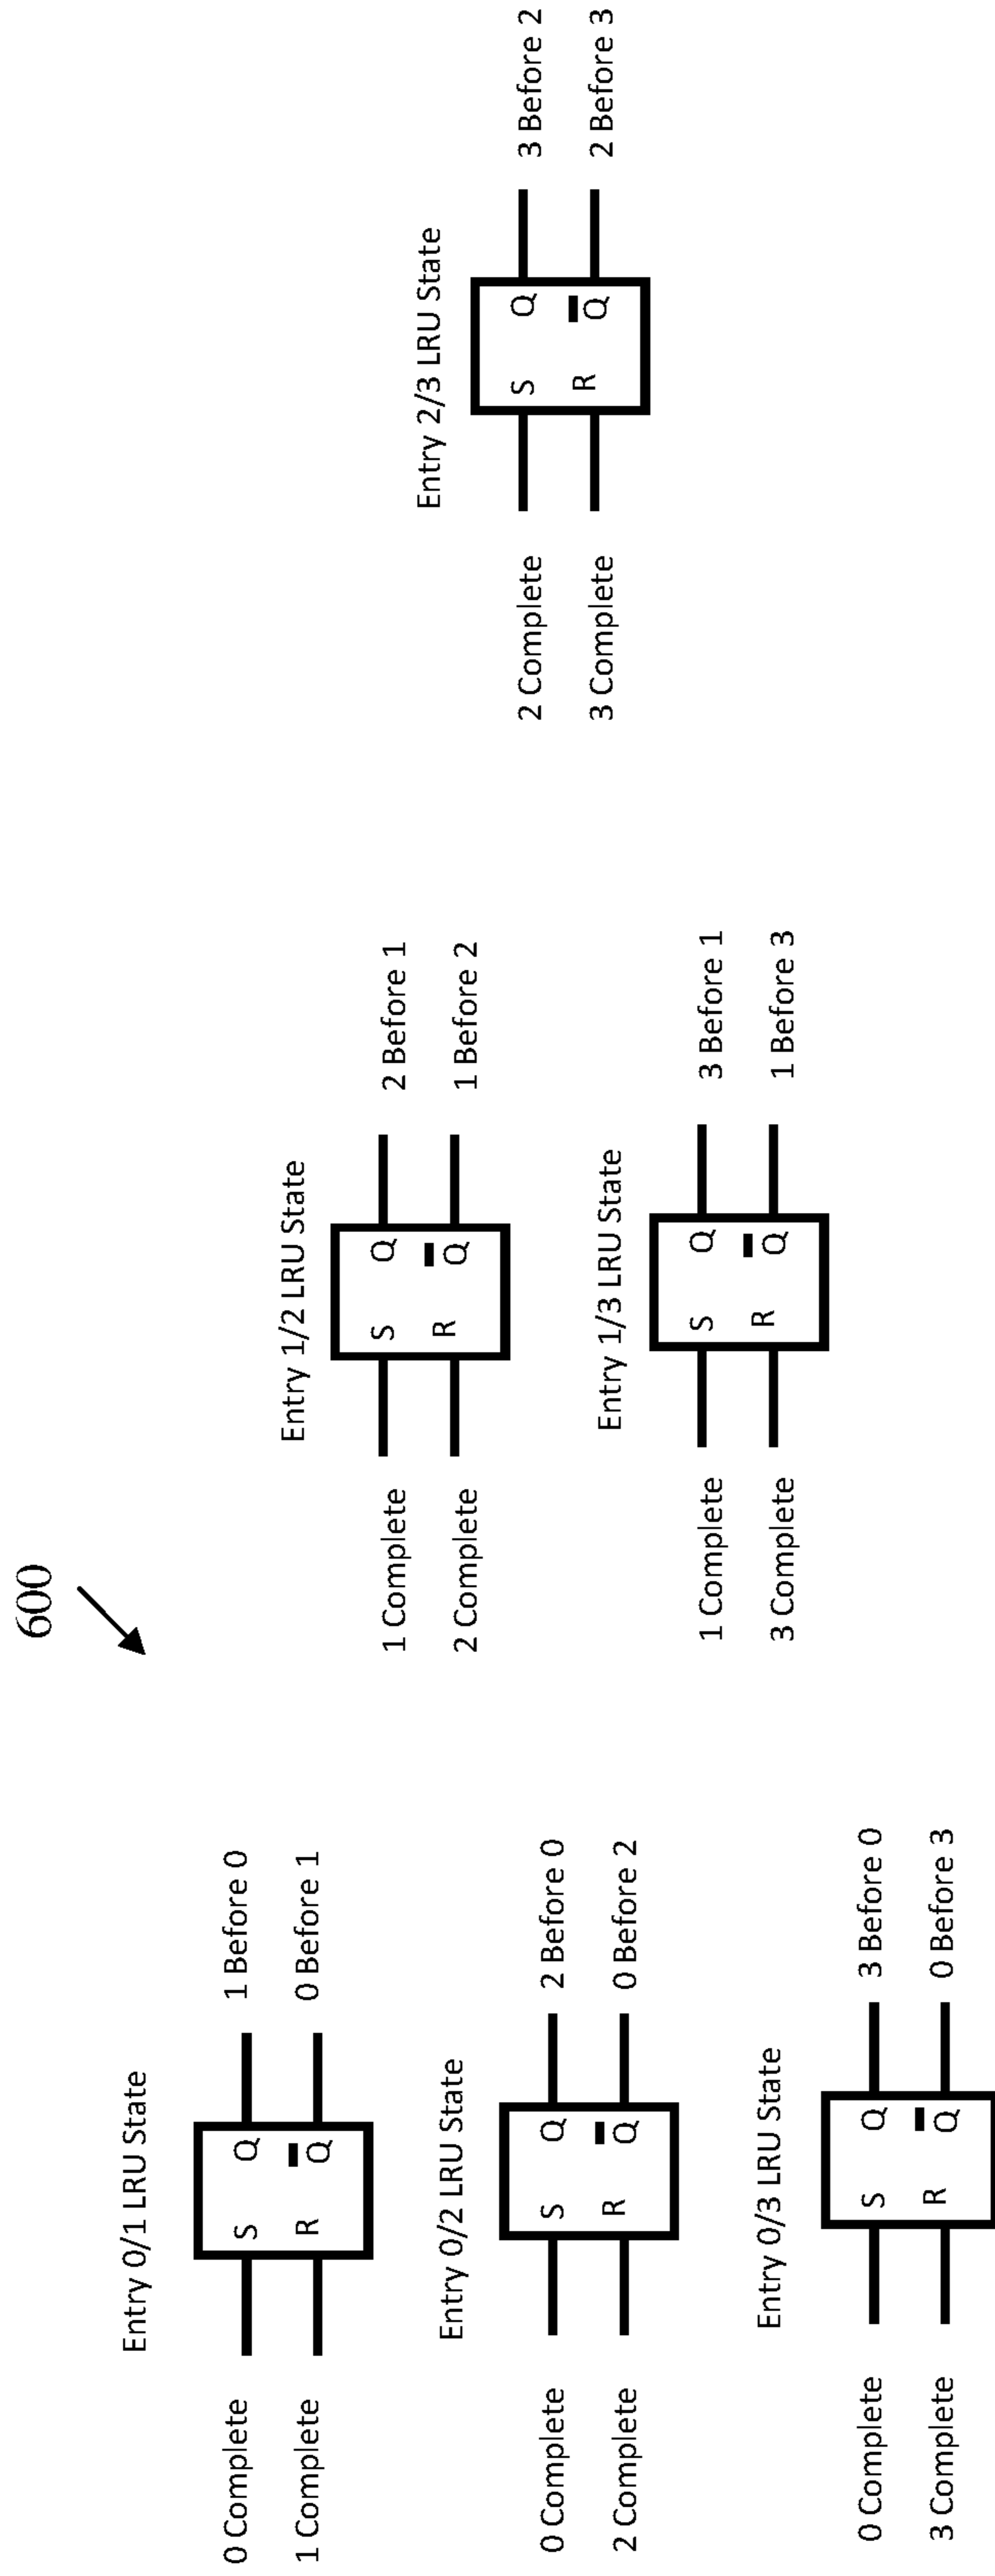 600
Entry 0/1 LRU State
0 Complete
S
Q
1 Before 0
1 Complete
R
Q̅
0 Before 1
Entry 0/2 LRU State
0 Complete
S
Q
2 Before 0
2 Complete
R
Q̅
0 Before 2
Entry 0/3 LRU State
0 Complete
S
Q
3 Before 0
3 Complete
R
Q̅
0 Before 3
Entry 1/2 LRU State
1 Complete
S
Q
2 Before 1
2 Complete
R
Q̅
1 Before 2
Entry 1/3 LRU State
1 Complete
S
Q
3 Before 1
3 Complete
R
Q̅
1 Before 3
Entry 2/3 LRU State
2 Complete
S
Q
3 Before 2
3 Complete
R
Q̅
2 Before 3